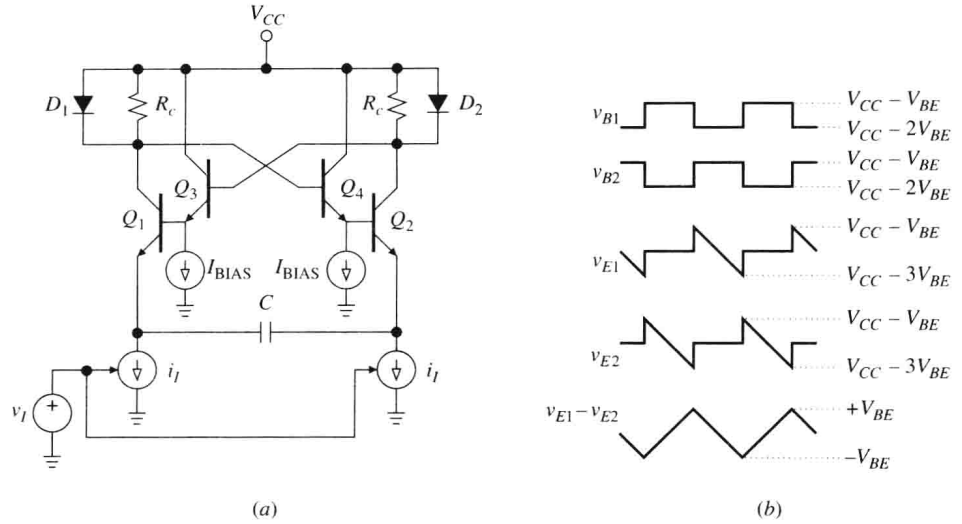 V_CC
D_1
R_c
R_c
D_2
Q_3
Q_4
Q_1
Q_2
I_BIAS
I_BIAS
C
i_I
i_I
v_I
+
(a)
v_B1
V_CC − V_BE
V_CC − 2V_BE
v_B2
V_CC − V_BE
V_CC − 2V_BE
v_E1
V_CC − V_BE
V_CC − 3V_BE
v_E2
V_CC − V_BE
V_CC − 3V_BE
v_E1 − v_E2
+V_BE
−V_BE
(b)